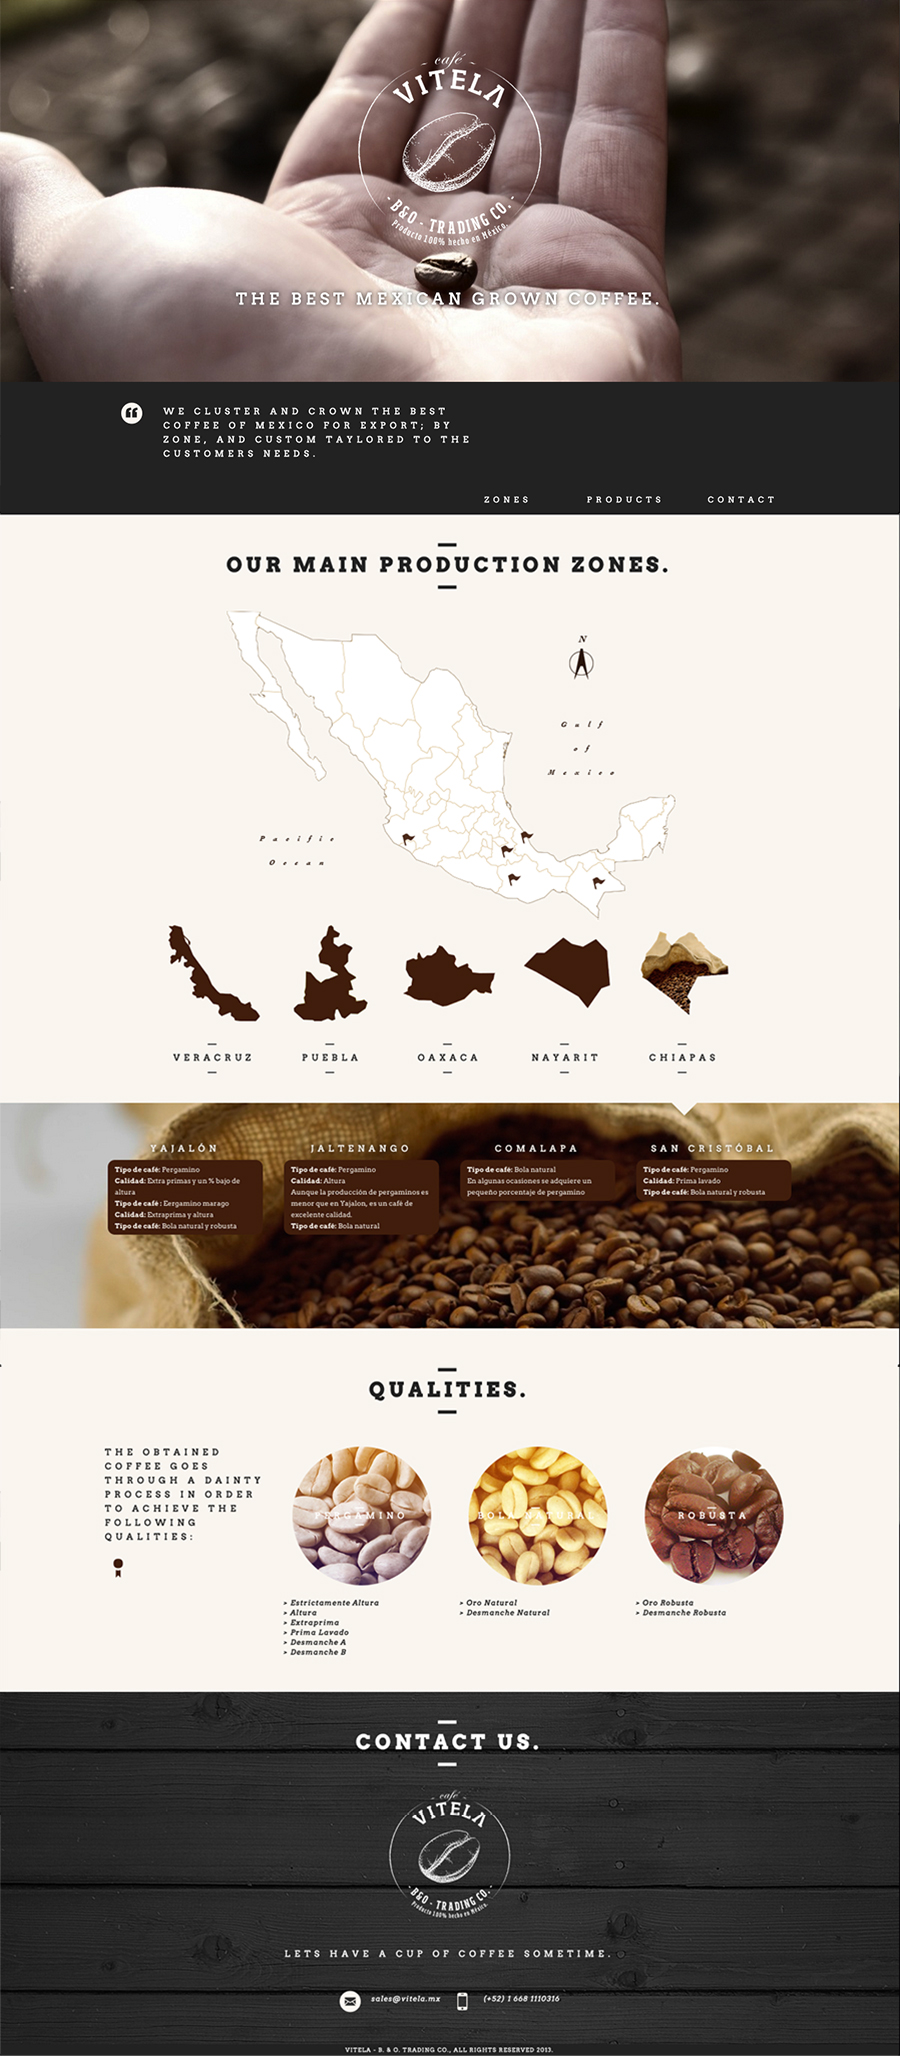 café
VITELA
- B&O - TRADING CO. -
Producto 100% hecho en México.
THE BEST MEXICAN GROWN COFFEE.
WE CLUSTER AND CROWN THE BEST
COFFEE OF MEXICO FOR EXPORT; BY
ZONE, AND CUSTOM TAYLORED TO THE
CUSTOMERS NEEDS.
ZONES
PRODUCTS
CONTACT
OUR MAIN PRODUCTION ZONES.
N
Gulf
of
Mexico
Pacific
Ocean
VERACRUZ
PUEBLA
OAXACA
NAYARIT
CHIAPAS
YAJALÓN
Tipo de café: Pergamino
Calidad: Extra primas y un % bajo de
altura
Tipo de café : Eergamino marago
Calidad: Extraprima y altura
Tipo de café: Bola natural y robusta
JALTENANGO
Tipo de café: Pergamino
Calidad: Altura
Aunque la producción de pergaminos es
menor que en Yajalon, es un café de
excelente calidad.
Tipo de café: Bola natural
COMALAPA
Tipo de café: Bola natural
En algunas ocasiones se adquiere un
pequeño porcentaje de pergamino
SAN CRISTÓBAL
Tipo de café: Pergamino
Calidad: Prima lavado
Tipo de café: Bola natural y robusta
QUALITIES.
THE OBTAINED
COFFEE GOES
THROUGH A DAINTY
PROCESS IN ORDER
TO ACHIEVE THE
FOLLOWING
QUALITIES:
PERGAMINO
> Estrictamente Altura
> Altura
> Extraprima
> Prima Lavado
> Desmanche A
> Desmanche B
BOLA NATURAL
> Oro Natural
> Desmanche Natural
ROBUSTA
> Oro Robusta
> Desmanche Robusta
CONTACT US.
café
VITELA
- B&O - TRADING CO. -
Producto 100% hecho en México.
LETS HAVE A CUP OF COFFEE SOMETIME.
sales@vitela.mx
(+52) 1 668 1110316
VITELA - B. & O. TRADING CO., ALL RIGHTS RESERVED 2013.